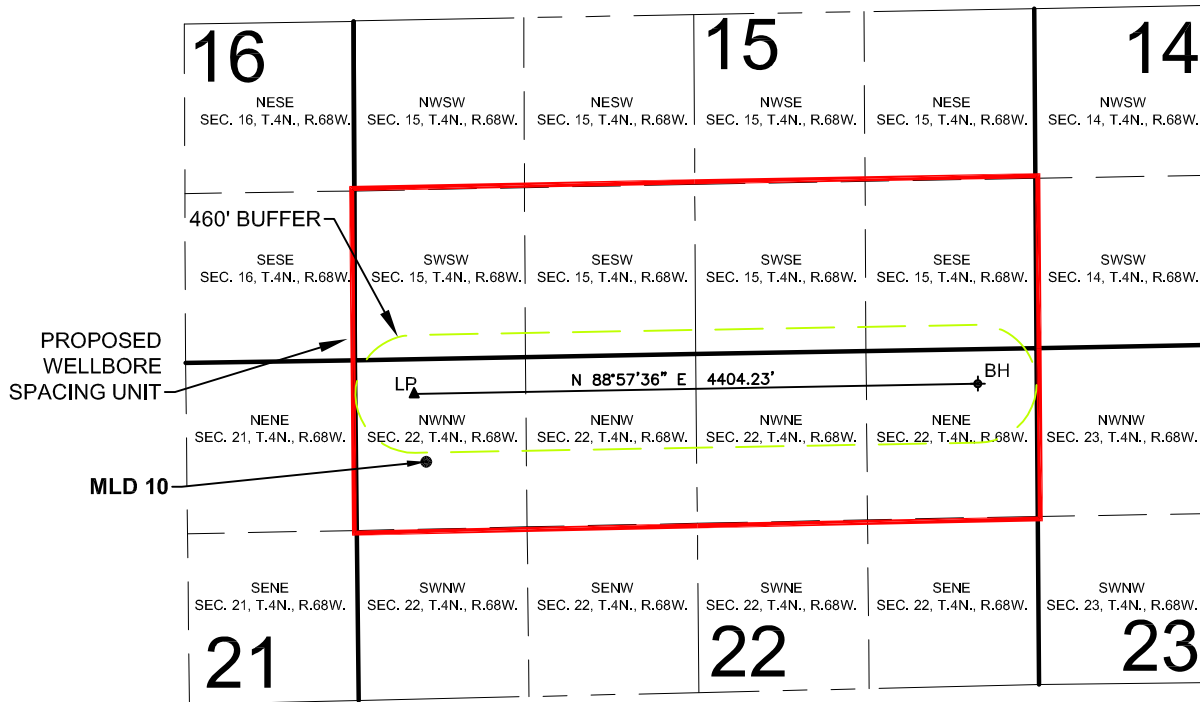 16
15
14
NESE
SEC. 16, T.4N., R.68W.
NWSW
SEC. 15, T.4N., R.68W.
NESW
SEC. 15, T.4N., R.68W.
NWSE
SEC. 15, T.4N., R.68W.
NESE
SEC. 15, T.4N., R.68W.
NWSW
SEC. 14, T.4N., R.68W.
460' BUFFER
SESE
SEC. 16, T.4N., R.68W.
SWSW
SEC. 15, T.4N., R.68W.
SESW
SEC. 15, T.4N., R.68W.
SWSE
SEC. 15, T.4N., R.68W.
SESE
SEC. 15, T.4N., R.68W.
SWSW
SEC. 14, T.4N., R.68W.
PROPOSED
WELLBORE
SPACING UNIT
LP
N 88°57'36" E 4404.23'
BH
NENE
SEC. 21, T.4N., R.68W.
NWNW
SEC. 22, T.4N., R.68W.
NENW
SEC. 22, T.4N., R.68W.
NWNE
SEC. 22, T.4N., R.68W.
NENE
SEC. 22, T.4N., R.68W.
NWNW
SEC. 23, T.4N., R.68W.
MLD 10
SENE
SEC. 21, T.4N., R.68W.
SWNW
SEC. 22, T.4N., R.68W.
SENW
SEC. 22, T.4N., R.68W.
SWNE
SEC. 22, T.4N., R.68W.
SENE
SEC. 22, T.4N., R.68W.
SWNW
SEC. 23, T.4N., R.68W.
21
22
23